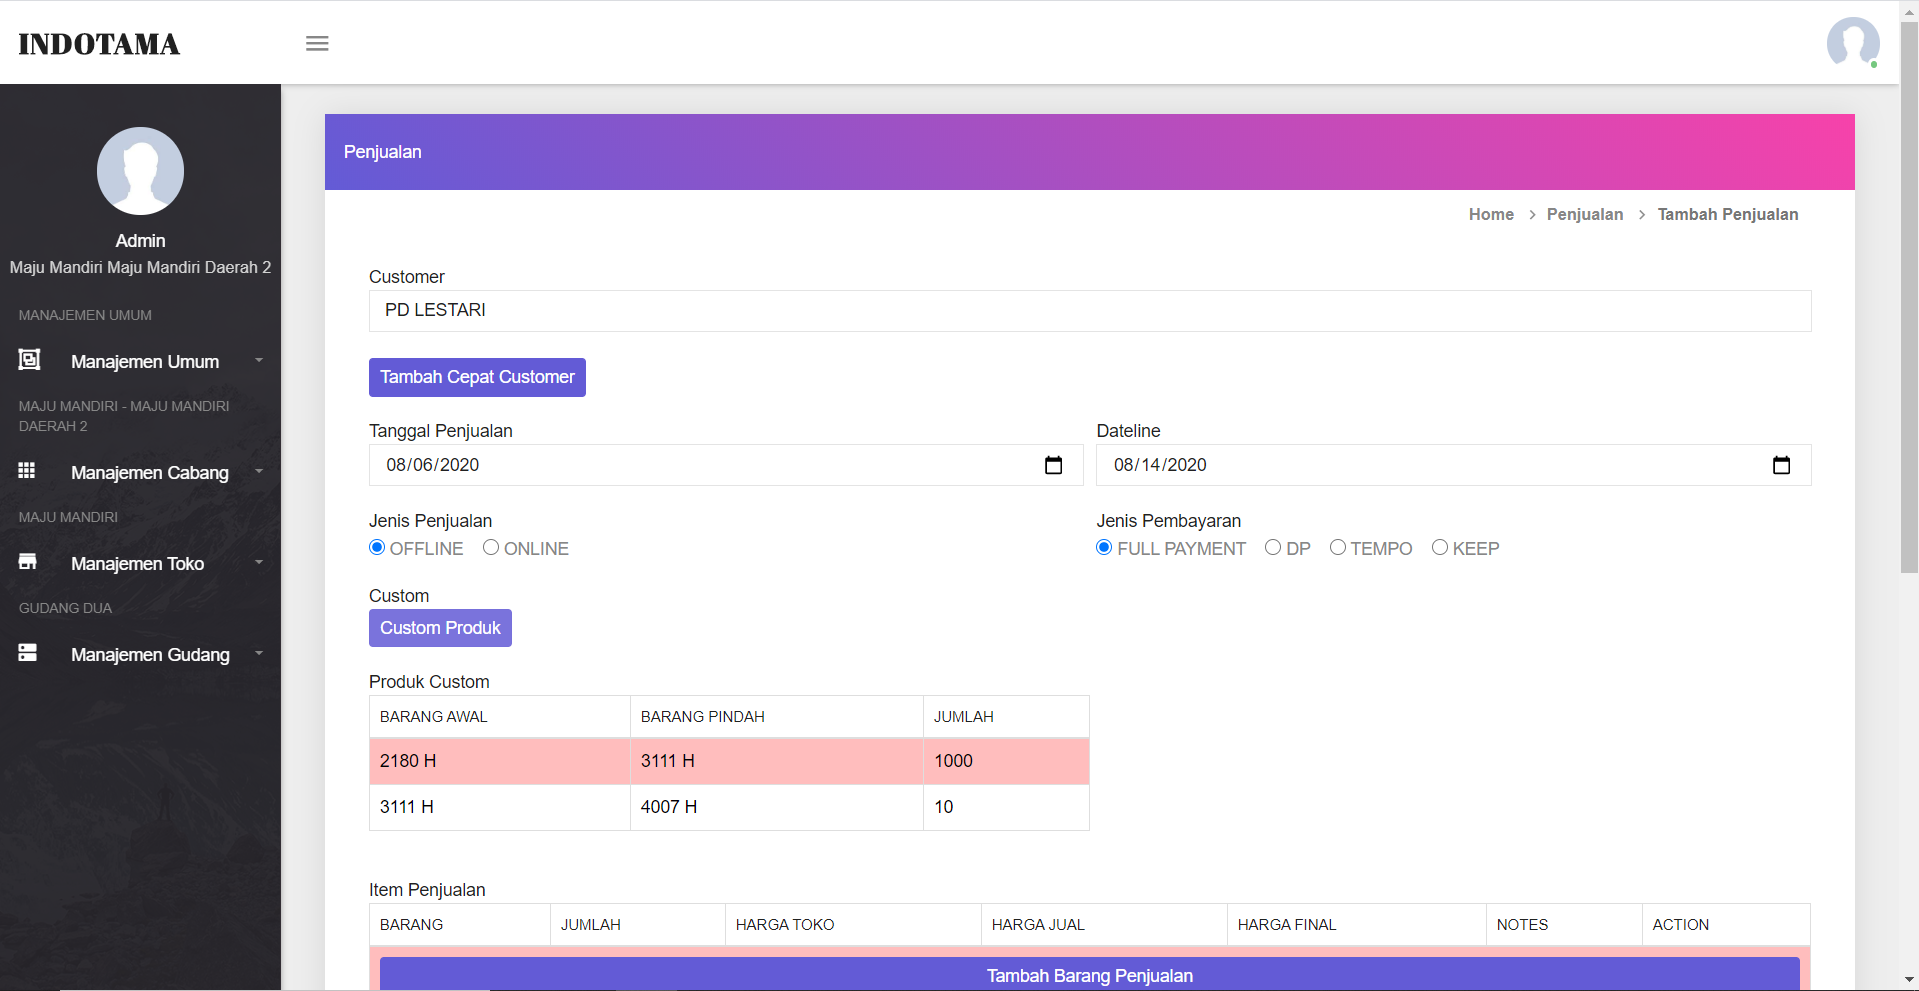 INDOTAMA
Admin
Maju Mandiri Maju Mandiri Daerah 2
MANAJEMEN UMUM
Manajemen Umum
MAJU MANDIRI - MAJU MANDIRI
DAERAH 2
Manajemen Cabang
MAJU MANDIRI
Manajemen Toko
GUDANG DUA
Manajemen Gudang
Penjualan
Home > Penjualan > Tambah Penjualan
Customer
PD LESTARI
Tambah Cepat Customer
Tanggal Penjualan Dateline
08/06/2020 08/14/2020
Jenis Penjualan Jenis Pembayaran
OFFLINE ONLINE FULL PAYMENT DP TEMPO KEEP
Custom
Custom Produk
Produk Custom
BARANG AWAL BARANG PINDAH JUMLAH
2180 H 3111 H 1000
3111 H 4007 H 10
Item Penjualan
BARANG JUMLAH HARGA TOKO HARGA JUAL HARGA FINAL NOTES ACTION
Tambah Barang Penjualan